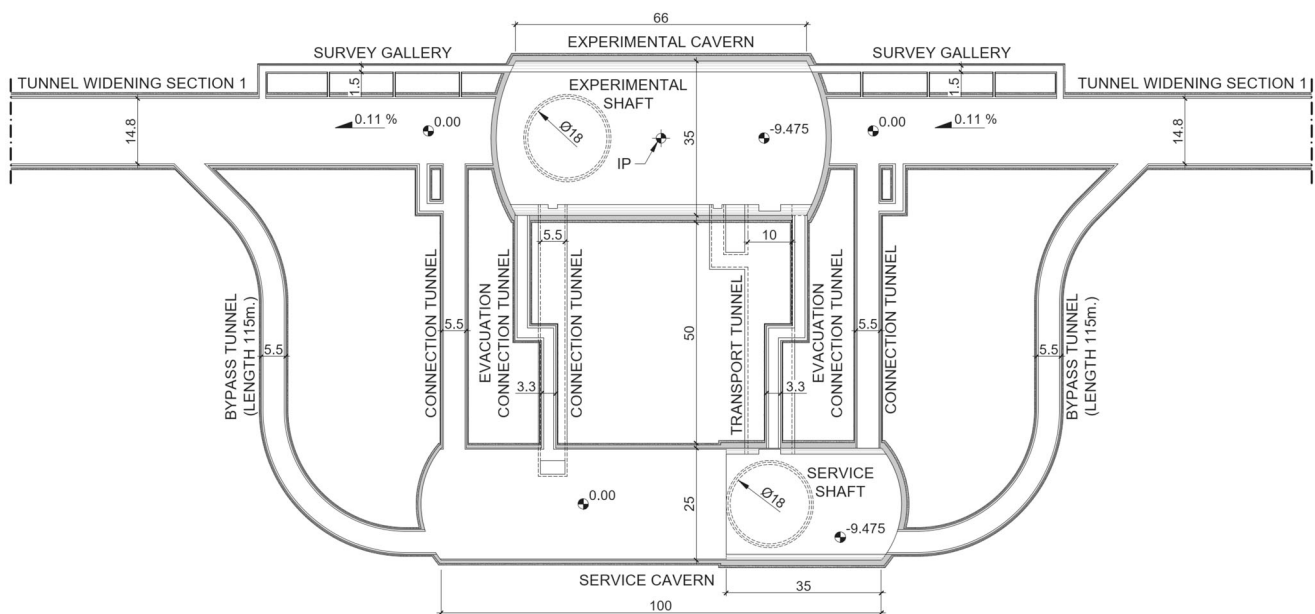 66
EXPERIMENTAL CAVERN
SURVEY GALLERY
SURVEY GALLERY
TUNNEL WIDENING SECTION 1
TUNNEL WIDENING SECTION 1
1.5
1.5
EXPERIMENTAL
SHAFT
Ø18
IP
35
-9.475
0.11 %
0.00
0.00
0.11 %
14.8
14.8
5.5
10
BYPASS TUNNEL
(LENGTH 115m.)
5.5
CONNECTION TUNNEL
5.5
EVACUATION
CONNECTION TUNNEL
3.3
CONNECTION TUNNEL
50
TRANSPORT TUNNEL
3.3
EVACUATION
CONNECTION TUNNEL
5.5
CONNECTION TUNNEL
5.5
BYPASS TUNNEL
(LENGTH 115m.)
0.00
25
SERVICE
SHAFT
Ø18
-9.475
SERVICE CAVERN
35
100